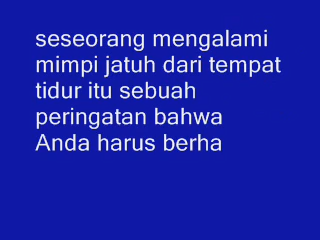 seseorang mengalami
mimpi jatuh dari tempat
tidur itu sebuah
peringatan bahwa
Anda harus berha